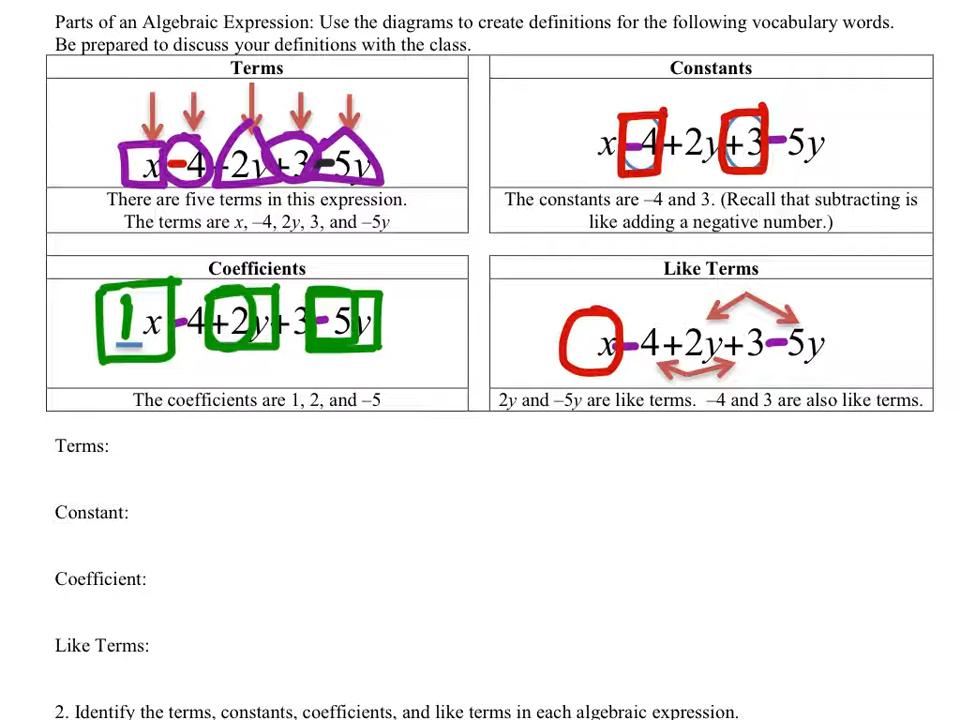 Parts of an Algebraic Expression: Use the diagrams to create definitions for the following vocabulary words.
Be prepared to discuss your definitions with the class.
Terms
x-4+2y+3-5y
There are five terms in this expression.
The terms are x, –4, 2y, 3, and –5y
Constants
x-4+2y+3-5y
The constants are –4 and 3. (Recall that subtracting is
like adding a negative number.)
Coefficients
1x-4+2y+3-5y
The coefficients are 1, 2, and –5
Like Terms
x-4+2y+3-5y
2y and –5y are like terms.  –4 and 3 are also like terms.
Terms:
Constant:
Coefficient:
Like Terms:
2. Identify the terms, constants, coefficients, and like terms in each algebraic expression.